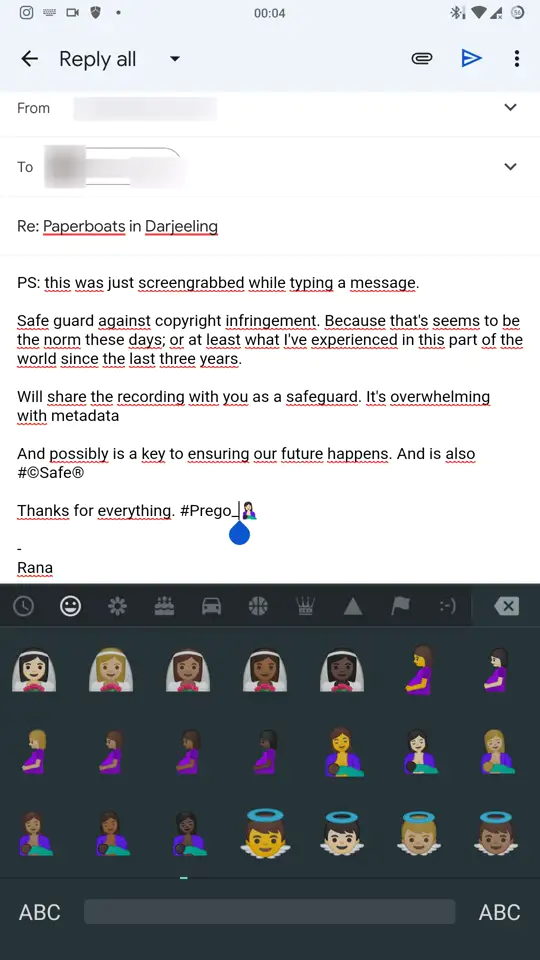 00:04
56
Reply all
From
To
Re: Paperboats in Darjeeling
PS: this was just screengrabbed while typing a message.
Safe guard against copyright infringement. Because that's seems to be
the norm these days; or at least what I've experienced in this part of the
world since the last three years.
Will share the recording with you as a safeguard. It's overwhelming
with metadata
And possibly is a key to ensuring our future happens. And is also
#©Safe®
Thanks for everything. #Prego_🤱🏻
-
Rana
:-)
ABC
ABC